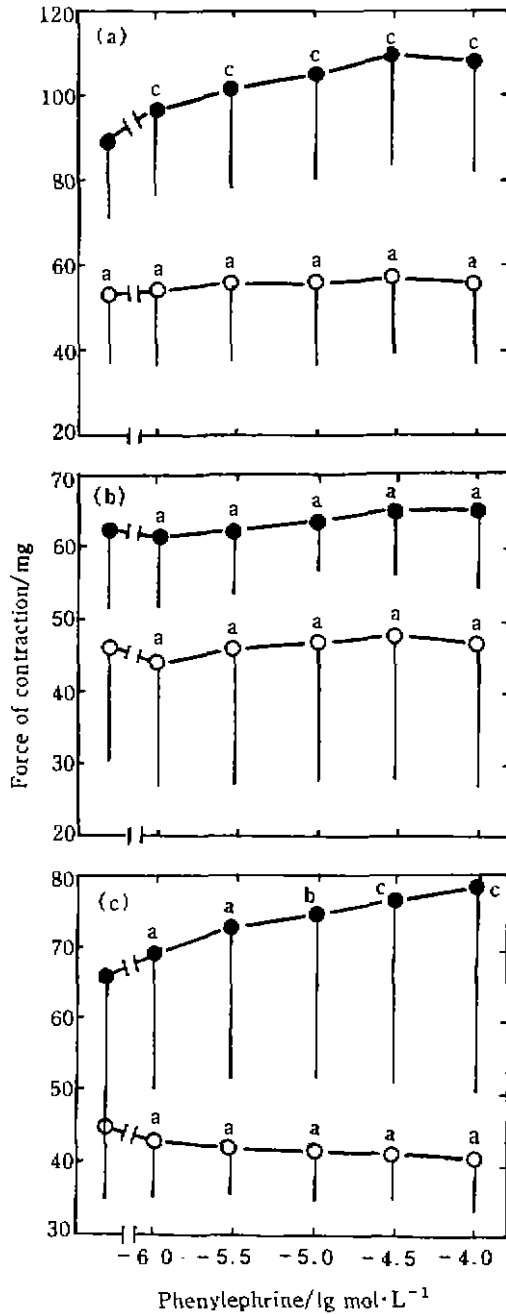 120
(a)
c c c c c
100
80
a a a a a a
60
40
20
70
(b)
a a a a a
60
50
a a a a a
40
30
20
Force of contraction/mg
80
(c)
a a b c c
70
60
50
a a a a a
40
30
-6 0 -5.5 -5.0 -4.5 -4.0
Phenylephrine/lg mol·L⁻¹